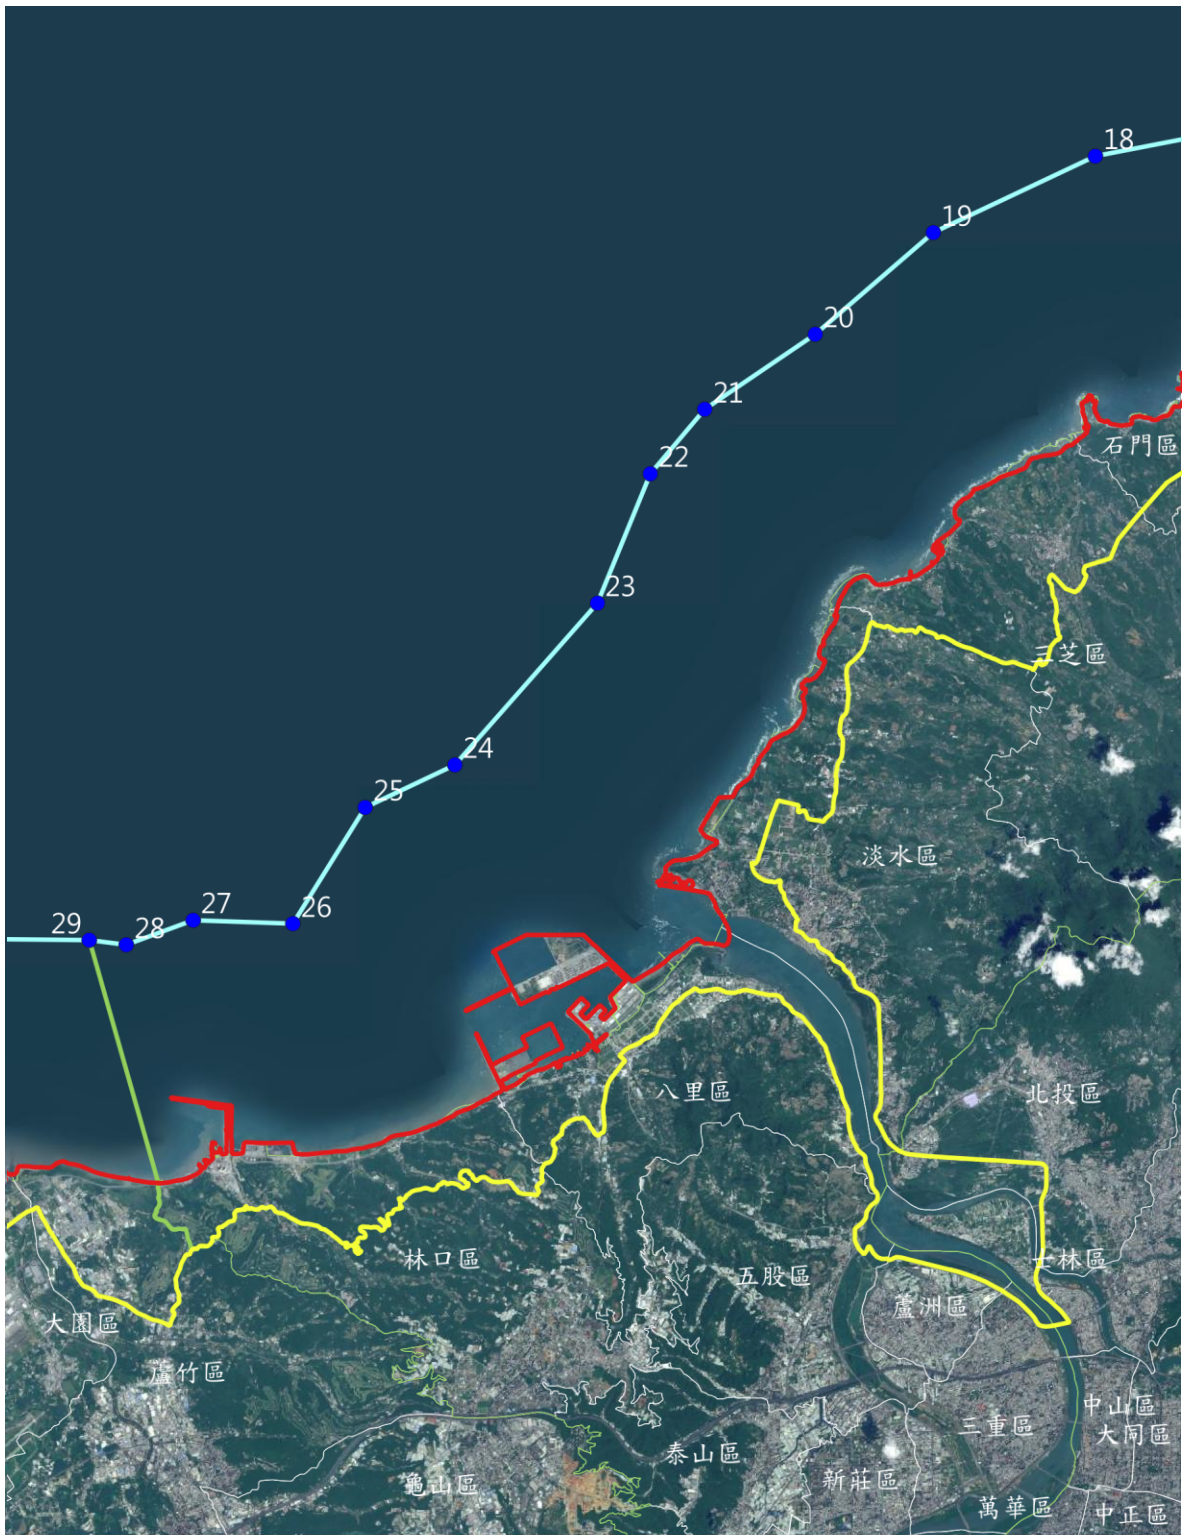 18
19
20
21
22
石門區
23
三芝區
24
25
淡水區
26
27
28
29
八里區
北投區
林口區
五股區
士林區
蘆洲區
大園區
蘆竹區
中山區
三重區
大同區
泰山區
龜山區
新莊區
萬華區
中正區